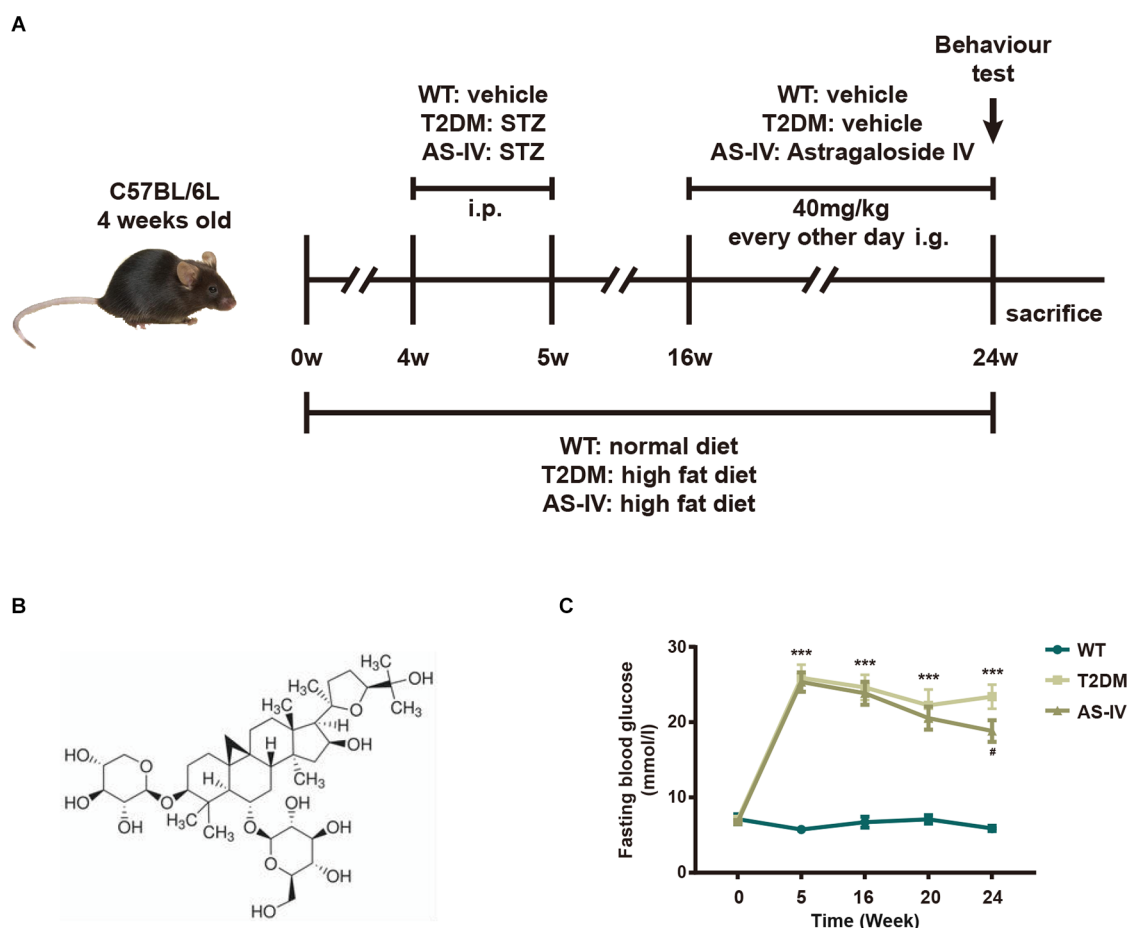 A
Behaviour
test
WT: vehicle
T2DM: STZ
AS-IV: STZ
WT: vehicle
T2DM: vehicle
AS-IV: Astragaloside IV
C57BL/6L
4 weeks old
i.p.
40mg/kg
every other day i.g.
sacrifice
0w
4w
5w
16w
24w
WT: normal diet
T2DM: high fat diet
AS-IV: high fat diet
B
H₃C
OH
H₃C
CH₃
O
H₃C
H
OH
H
CH₃
OH
HO
O
HO
OH
O
H
H₃C
CH₃
O
OH
OH
O
OH
HO
C
Fasting blood glucose
(mmol/l)
30
20
10
0
***
***
***
***
#
0
5
16
20
24
Time (Week)
WT
T2DM
AS-IV